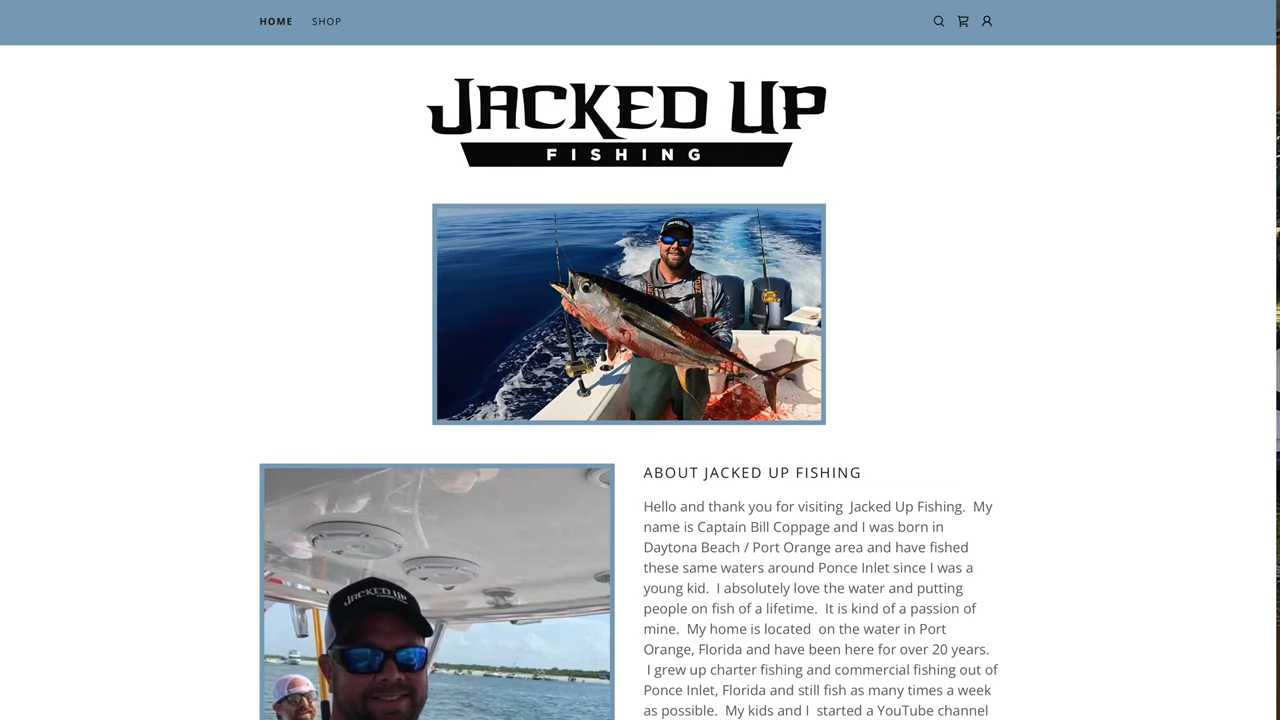 HOME SHOP
JACKED UP
FISHING
ABOUT JACKED UP FISHING
Hello and thank you for visiting Jacked Up Fishing. My
name is Captain Bill Coppage and I was born in
Daytona Beach / Port Orange area and have fished
these same waters around Ponce Inlet since I was a
young kid. I absolutely love the water and putting
people on fish of a lifetime. It is kind of a passion of
mine. My home is located on the water in Port
Orange, Florida and have been here for over 20 years.
I grew up charter fishing and commercial fishing out of
Ponce Inlet, Florida and still fish as many times a week
as possible. My kids and I started a YouTube channel
JACKED UP